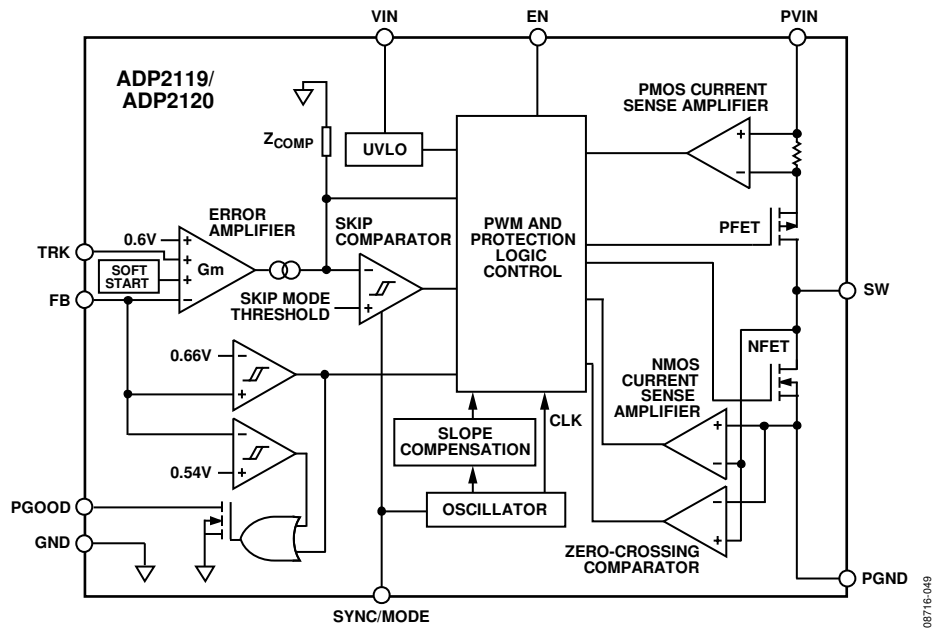 VIN
EN
PVIN
ADP2119/
ADP2120
PMOS CURRENT
SENSE AMPLIFIER
+
–
ZCOMP
UVLO
PWM AND
PROTECTION
LOGIC
CONTROL
PFET
ERROR
AMPLIFIER
SKIP
COMPARATOR
0.6V
+
TRK
+
Gm
–
SOFT
START
+
FB
–
SKIP MODE
THRESHOLD
+
SW
0.66V
–
+
NFET
NMOS
CURRENT
SENSE
AMPLIFIER
+
–
CLK
SLOPE
COMPENSATION
–
0.54V
+
–
+
PGOOD
OSCILLATOR
GND
ZERO-CROSSING
COMPARATOR
PGND
SYNC/MODE
08716-049